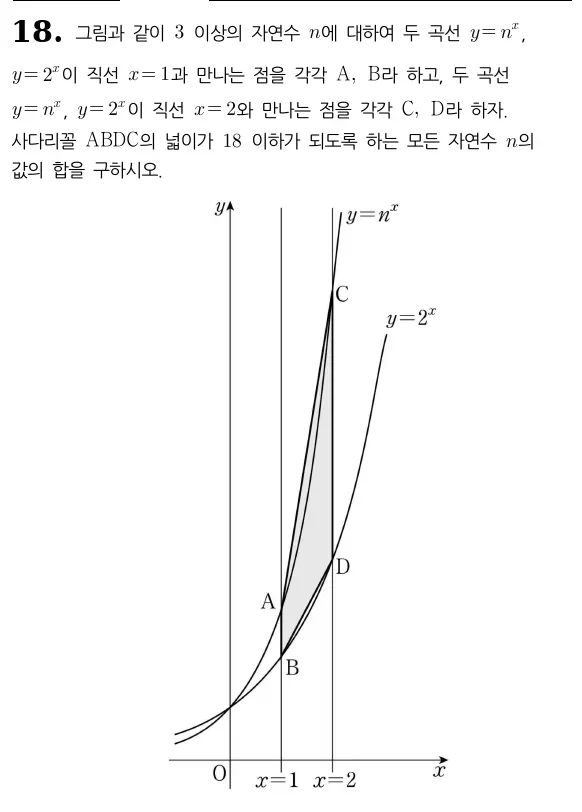 18. 그림과 같이 3 이상의 자연수 n에 대하여 두 곡선 y=nˣ,
y=2ˣ이 직선 x=1과 만나는 점을 각각 A, B라 하고, 두 곡선
y=nˣ, y=2ˣ이 직선 x=2와 만나는 점을 각각 C, D라 하자.
사다리꼴 ABDC의 넓이가 18 이하가 되도록 하는 모든 자연수 n의
값의 합을 구하시오.
y
y=nˣ
C
y=2ˣ
D
A
B
O
x=1
x=2
x